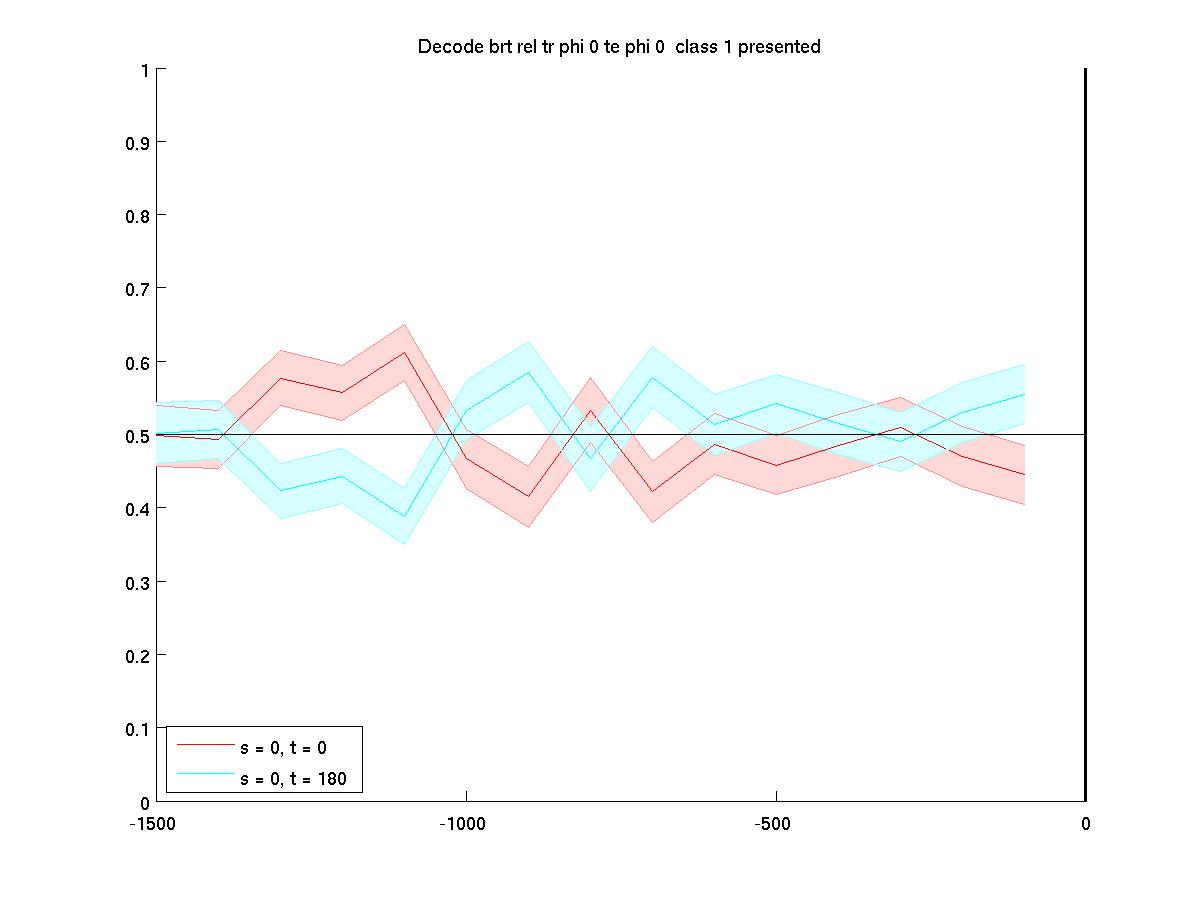 Decode brt rel tr phi 0 te phi 0  class 1 presented
1
0.9
0.8
0.7
0.6
0.5
0.4
0.3
0.2
0.1
0
s = 0, t = 0
s = 0, t = 180
-1500 -1000 -500 0